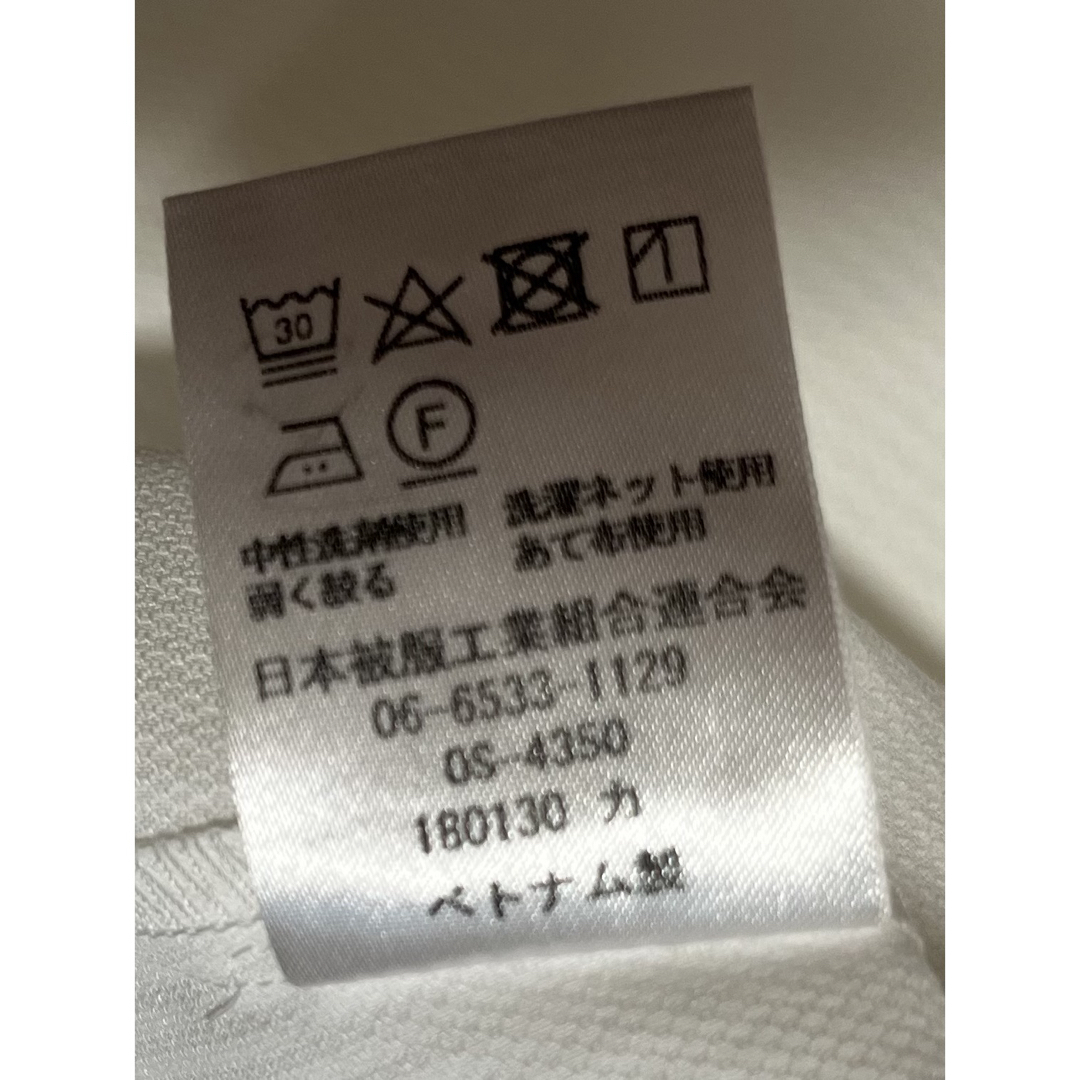 30
F
中性洗剤使用 洗濯ネット使用
弱く絞る あて布使用
日本被服工業組合連合会
06-6533-1129
OS-4350
180130 カ
ベトナム製